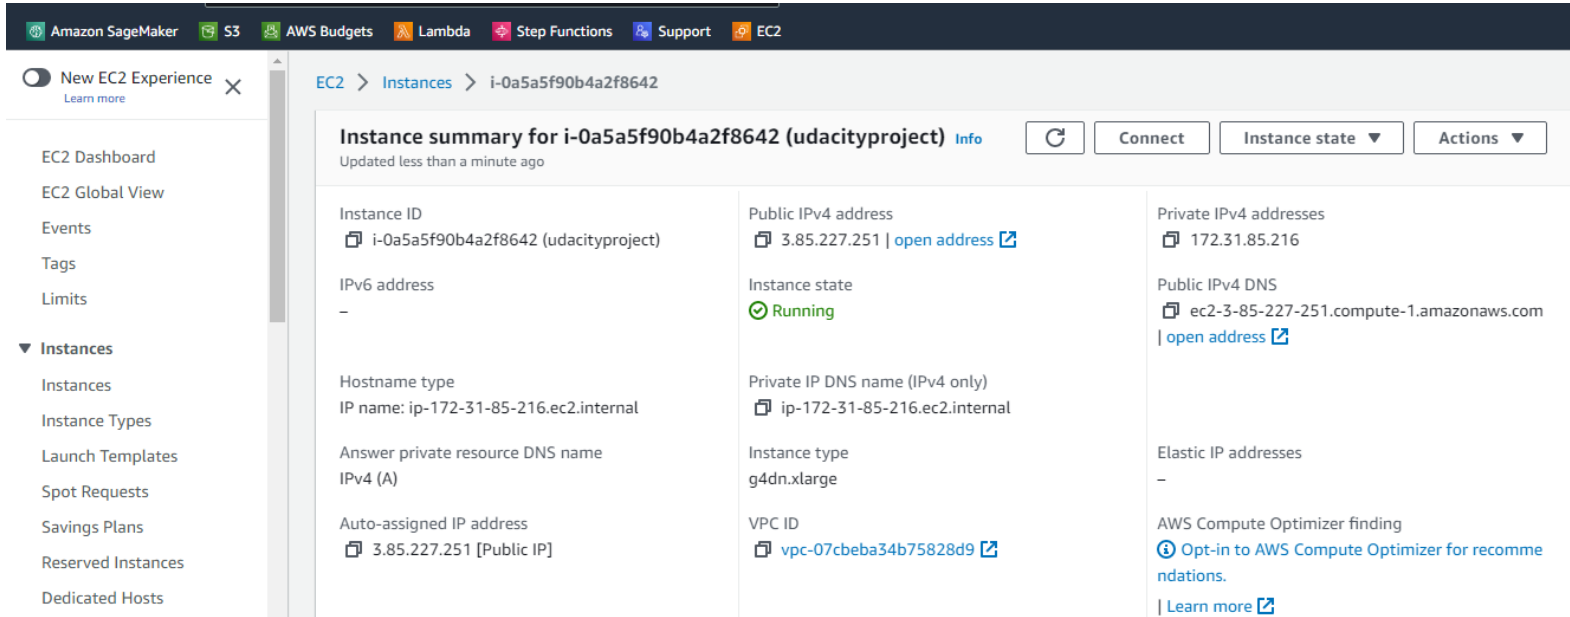 Amazon SageMaker S3 AWS Budgets Lambda Step Functions Support EC2
New EC2 Experience
Learn more
EC2 Dashboard
EC2 Global View
Events
Tags
Limits
Instances
Instances
Instance Types
Launch Templates
Spot Requests
Savings Plans
Reserved Instances
Dedicated Hosts
EC2 > Instances > i-0a5a5f90b4a2f8642
Instance summary for i-0a5a5f90b4a2f8642 (udacityproject) Info
Updated less than a minute ago
Connect Instance state Actions
Instance ID
i-0a5a5f90b4a2f8642 (udacityproject)
Public IPv4 address
3.85.227.251 | open address
Private IPv4 addresses
172.31.85.216
IPv6 address
–
Instance state
Running
Public IPv4 DNS
ec2-3-85-227-251.compute-1.amazonaws.com
| open address
Hostname type
IP name: ip-172-31-85-216.ec2.internal
Private IP DNS name (IPv4 only)
ip-172-31-85-216.ec2.internal
Answer private resource DNS name
IPv4 (A)
Instance type
g4dn.xlarge
Elastic IP addresses
–
Auto-assigned IP address
3.85.227.251 [Public IP]
VPC ID
vpc-07cbeba34b75828d9
AWS Compute Optimizer finding
Opt-in to AWS Compute Optimizer for recomme
ndations.
| Learn more